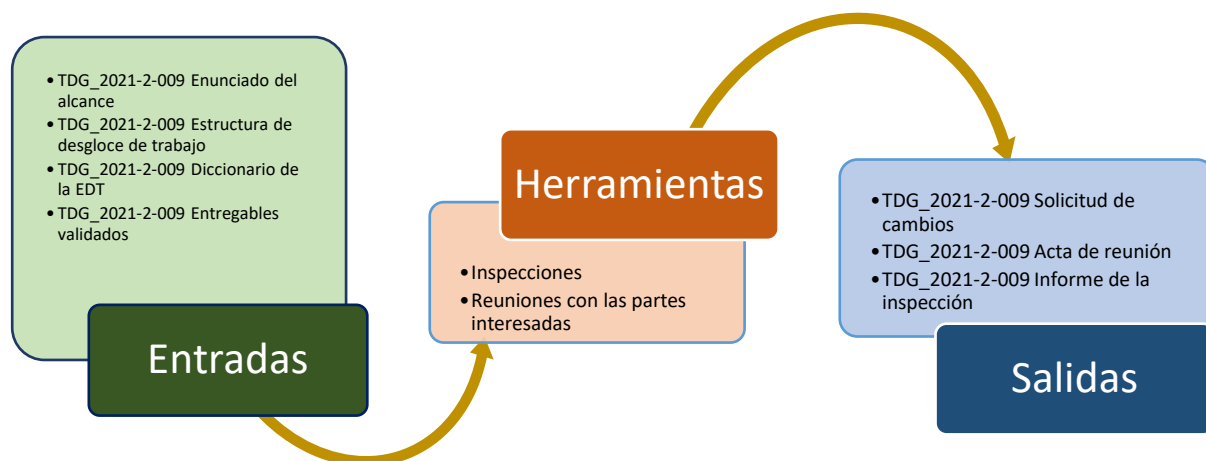 •TDG_2021-2-009 Enunciado del
alcance
•TDG_2021-2-009 Estructura de
desgloce de trabajo
•TDG_2021-2-009 Diccionario de
la EDT
•TDG_2021-2-009 Entregables
validados
Entradas
Herramientas
•Inspecciones
•Reuniones con las partes
interesadas
•TDG_2021-2-009 Solicitud de
cambios
•TDG_2021-2-009 Acta de reunión
•TDG_2021-2-009 Informe de la
inspección
Salidas